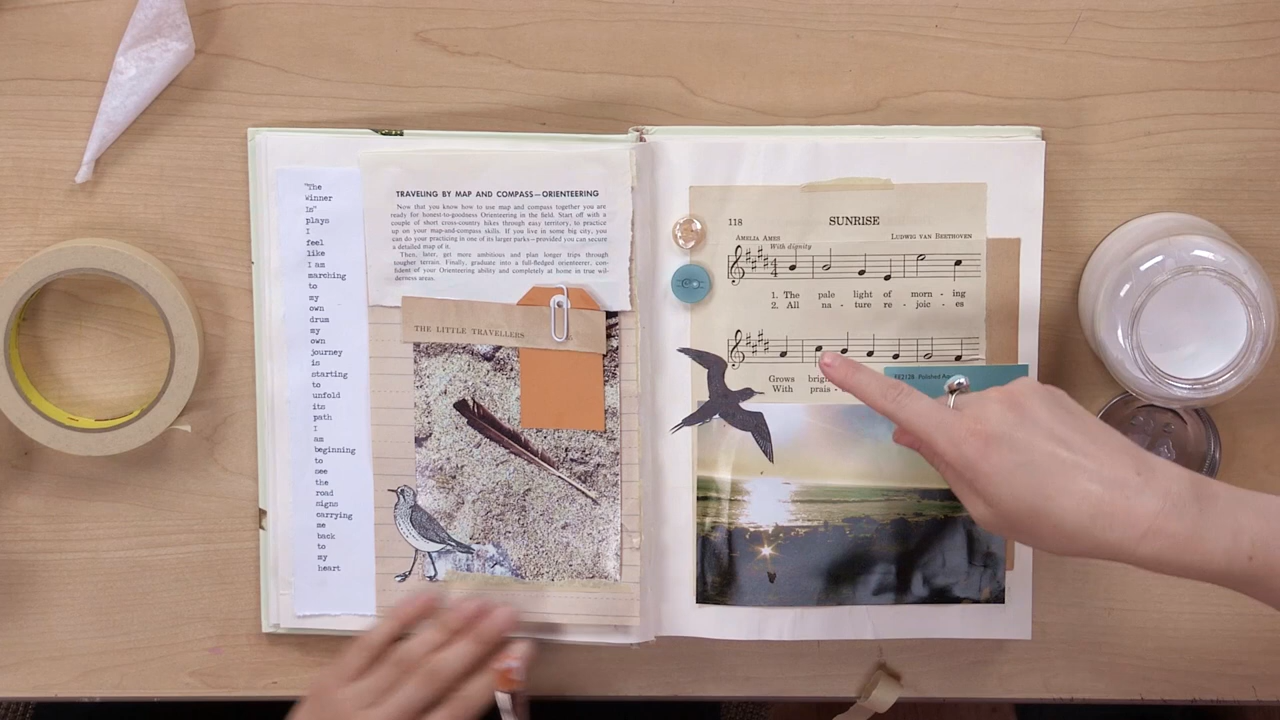 "The
Winner
Is"
plays
I
feel
like
I am
marching
to
my
own
drum
my
own
journey
is
starting
to
unfold
its
path
I
am
beginning
to
see
the
road
signs
carrying
me
back
to
my
heart
TRAVELING BY MAP AND COMPASS—ORIENTEERING
Now that you know how to use map and compass together you are
ready for honest-to-goodness Orienteering in the field. Start off with a
couple of short cross-country hikes through easy territory, to practice
up on your map-and-compass skills. If you live in some big city, you
can do your practicing in one of its larger parks—provided you can secure
a detailed map of it.
Then, later, get more ambitious and plan longer trips through
tougher terrain. Finally, graduate into a full-fledged orienteerer, con-
fident of your Orienteering ability and completely at home in true wil-
derness areas.
THE LITTLE TRAVELLERS
118 SUNRISE
AMELIA AMES LUDWIG VAN BEETHOVEN
With dignity
4
4
1. The pale light of morn - ing
2. All na - ture re - joic - es
Grows
With prais -
Polished